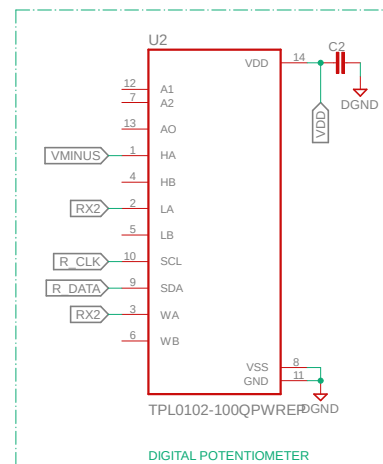 U2
C2
VDD 14
DGND
VDD
12 A1
7 A2
13 AO
VMINUS 1 HA
4 HB
RX2 2 LA
5 LB
R_CLK 10 SCL
R_DATA 9 SDA
RX2 3 WA
6 WB
VSS 8
GND 11
TPL0102-100QPWREP
DGND
DIGITAL POTENTIOMETER